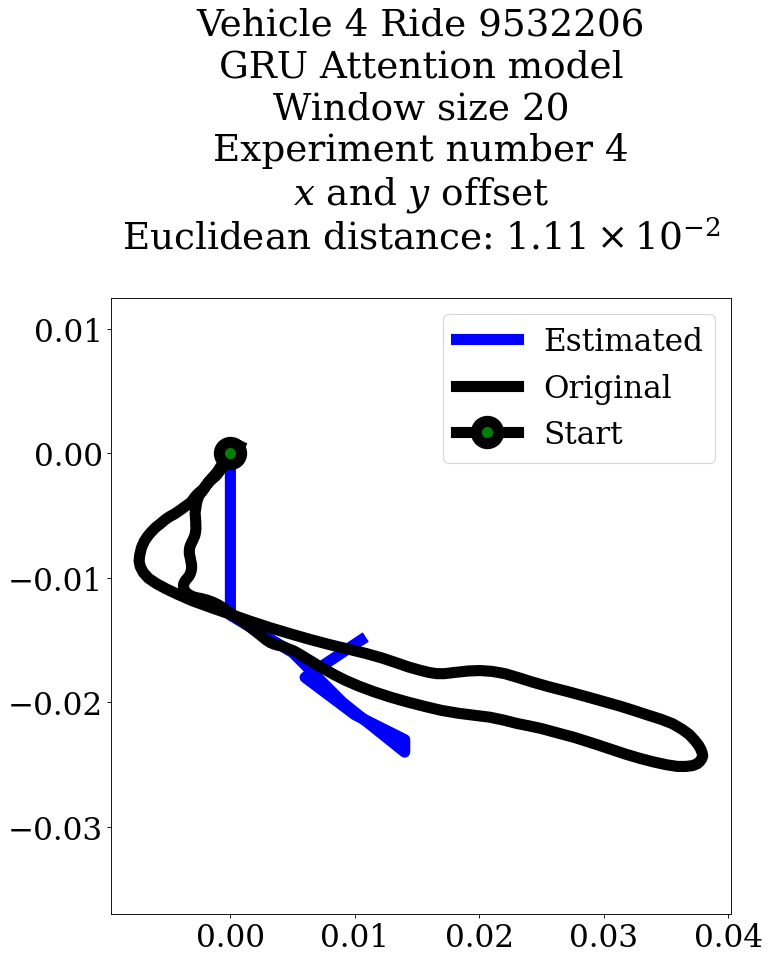 Vehicle 4 Ride 9532206
GRU Attention model
Window size 20
Experiment number 4
x and y offset
Euclidean distance: 1.11 × 10⁻²
Estimated
Original
Start
0.01
0.00
−0.01
−0.02
−0.03
0.00 0.01 0.02 0.03 0.04